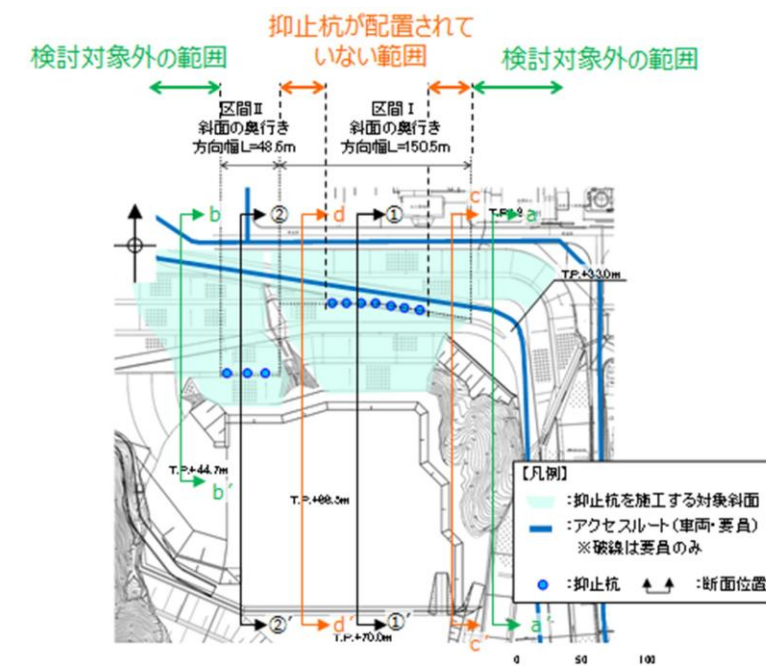 抑止杭が配置されて
いない範囲
検討対象外の範囲
検討対象外の範囲
区間Ⅱ
斜面の奥行き
方向幅L=48.6m
区間Ⅰ
斜面の奥行き
方向幅L=150.5m
b
②
d
①
c
a
T.P.+33.0m
T.P.+44.7m
b′
②′
d′
①′
c′
a′
T.P.+70.0m
【凡例】
:抑止杭を施工する対象斜面
:アクセスルート(車両・要員)
※破線は要員のみ
:抑止杭
:断面位置
0 50 100